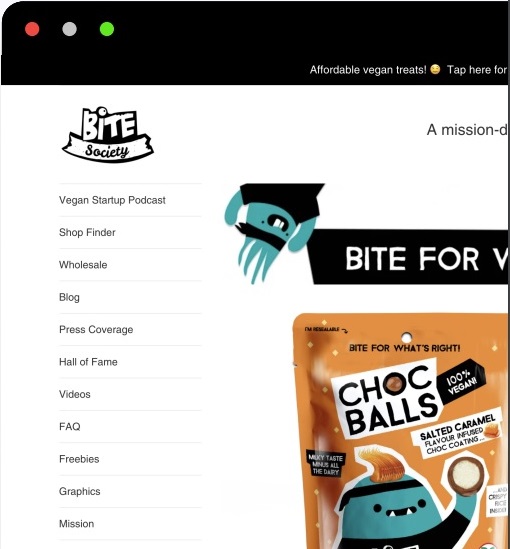 Affordable vegan treats! 😋 Tap here for
BiTE
Society
A mission-d
Vegan Startup Podcast
Shop Finder
Wholesale
Blog
Press Coverage
Hall of Fame
Videos
FAQ
Freebies
Graphics
Mission
BITE FOR W
I'M RESEALABLE
BITE FOR WHAT'S RIGHT!
CHOC
BALLS
100%
VEGAN!
SALTED CARAMEL
FLAVOUR INFUSED
CHOC COATING...
MILKY TASTE
MINUS ALL
THE DAIRY
...AND
CRISPY
RICE
INSIDE!